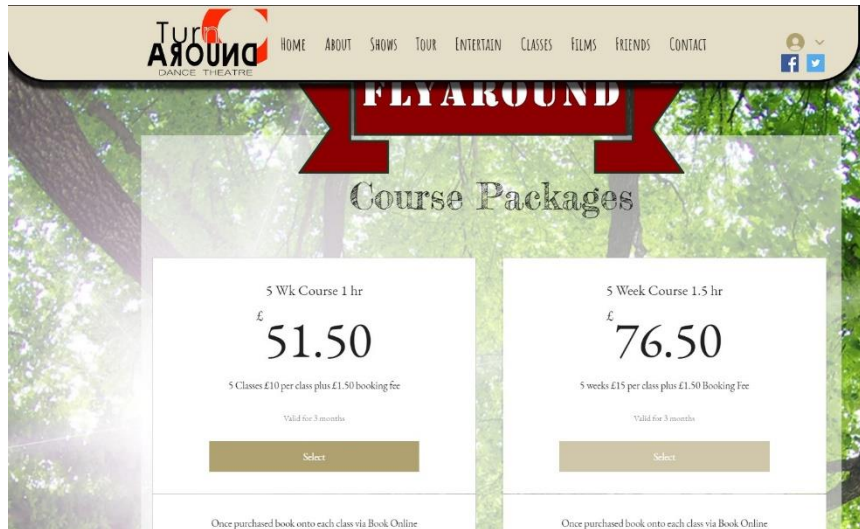 Turn
AROUND
DANCE THEATRE
HOME ABOUT SHOWS TOUR ENTERTAIN CLASSES FILMS FRIENDS CONTACT
FLYAROUND
Course Packages
5 Wk Course 1 hr
£
51.50
5 Classes £10 per class plus £1.50 booking fee
Valid for 3 months
Select
Once purchased book onto each class via Book Online
5 Week Course 1.5 hr
£
76.50
5 weeks £15 per class plus £1.50 Booking Fee
Valid for 3 months
Select
Once purchased book onto each class via Book Online